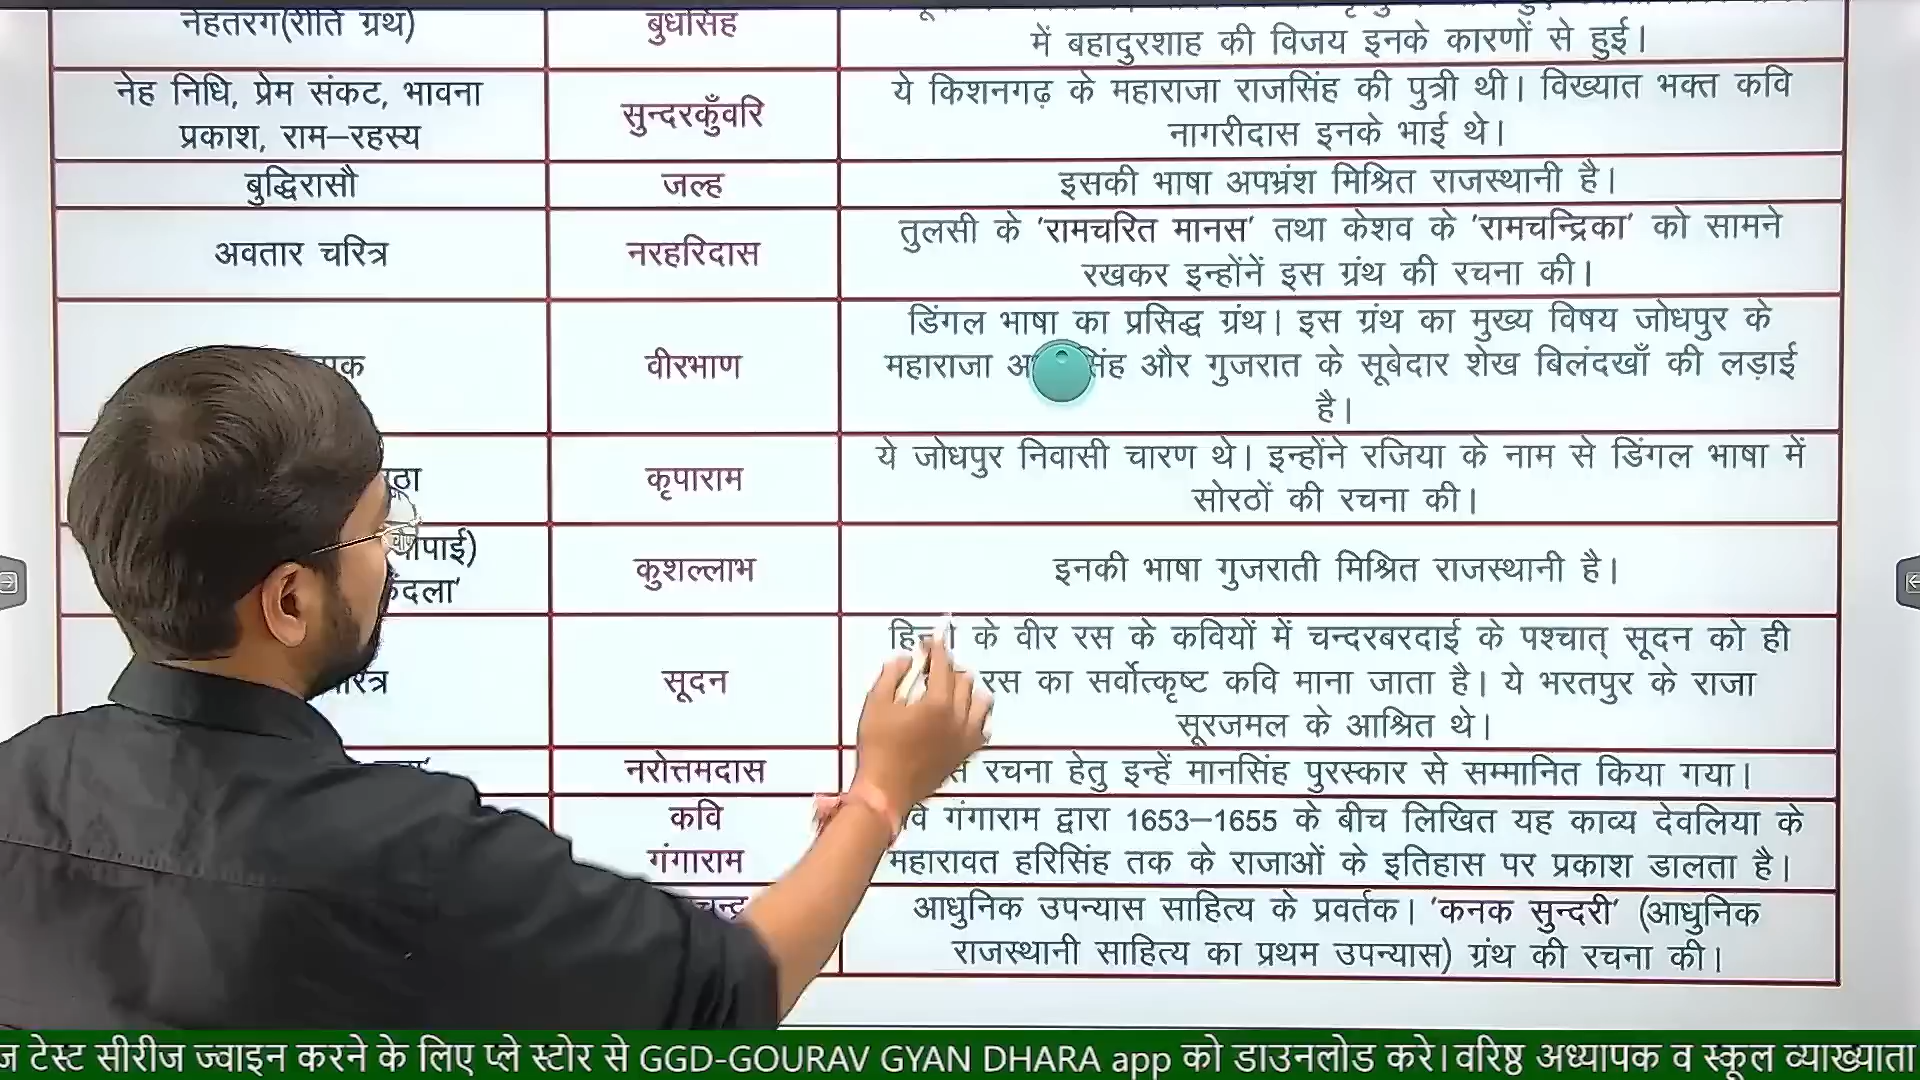 नेहतरंग(रीति ग्रंथ)
बुधसिंह
में बहादुरशाह की विजय इनके कारणों से हुई।
नेह निधि, प्रेम संकट, भावना
प्रकाश, राम–रहस्य
सुन्दरकुँवरि
ये किशनगढ़ के महाराजा राजसिंह की पुत्री थी। विख्यात भक्त कवि
नागरीदास इनके भाई थे।
बुद्धिरासौ
जल्ह
इसकी भाषा अपभ्रंश मिश्रित राजस्थानी है।
अवतार चरित्र
नरहरिदास
तुलसी के 'रामचरित मानस' तथा केशव के 'रामचन्द्रिका' को सामने
रखकर इन्होंनें इस ग्रंथ की रचना की।
वीरभाण
डिंगल भाषा का प्रसिद्ध ग्रंथ। इस ग्रंथ का मुख्य विषय जोधपुर के
महाराजा और गुजरात के सूबेदार शेख बिलंदखाँ की लड़ाई
है।
कृपाराम
ये जोधपुर निवासी चारण थे। इन्होंने रजिया के नाम से डिंगल भाषा में
सोरठों की रचना की।
कुशल्लाभ
इनकी भाषा गुजराती मिश्रित राजस्थानी है।
सूदन
के वीर रस के कवियों में चन्दरबरदाई के पश्चात् सूदन को ही
रस का सर्वोत्कृष्ट कवि माना जाता है। ये भरतपुर के राजा
सूरजमल के आश्रित थे।
नरोत्तमदास
रचना हेतु इन्हें मानसिंह पुरस्कार से सम्मानित किया गया।
कवि
गंगाराम
गंगाराम द्वारा 1653–1655 के बीच लिखित यह काव्य देवलिया के
महारावत हरिसिंह तक के राजाओं के इतिहास पर प्रकाश डालता है।
आधुनिक उपन्यास साहित्य के प्रवर्तक। 'कनक सुन्दरी' (आधुनिक
राजस्थानी साहित्य का प्रथम उपन्यास) ग्रंथ की रचना की।
ज टेस्ट सीरीज ज्वाइन करने के लिए प्ले स्टोर से GGD-GOURAV GYAN DHARA app को डाउनलोड करे। वरिष्ठ अध्यापक व स्कूल व्याख्याता